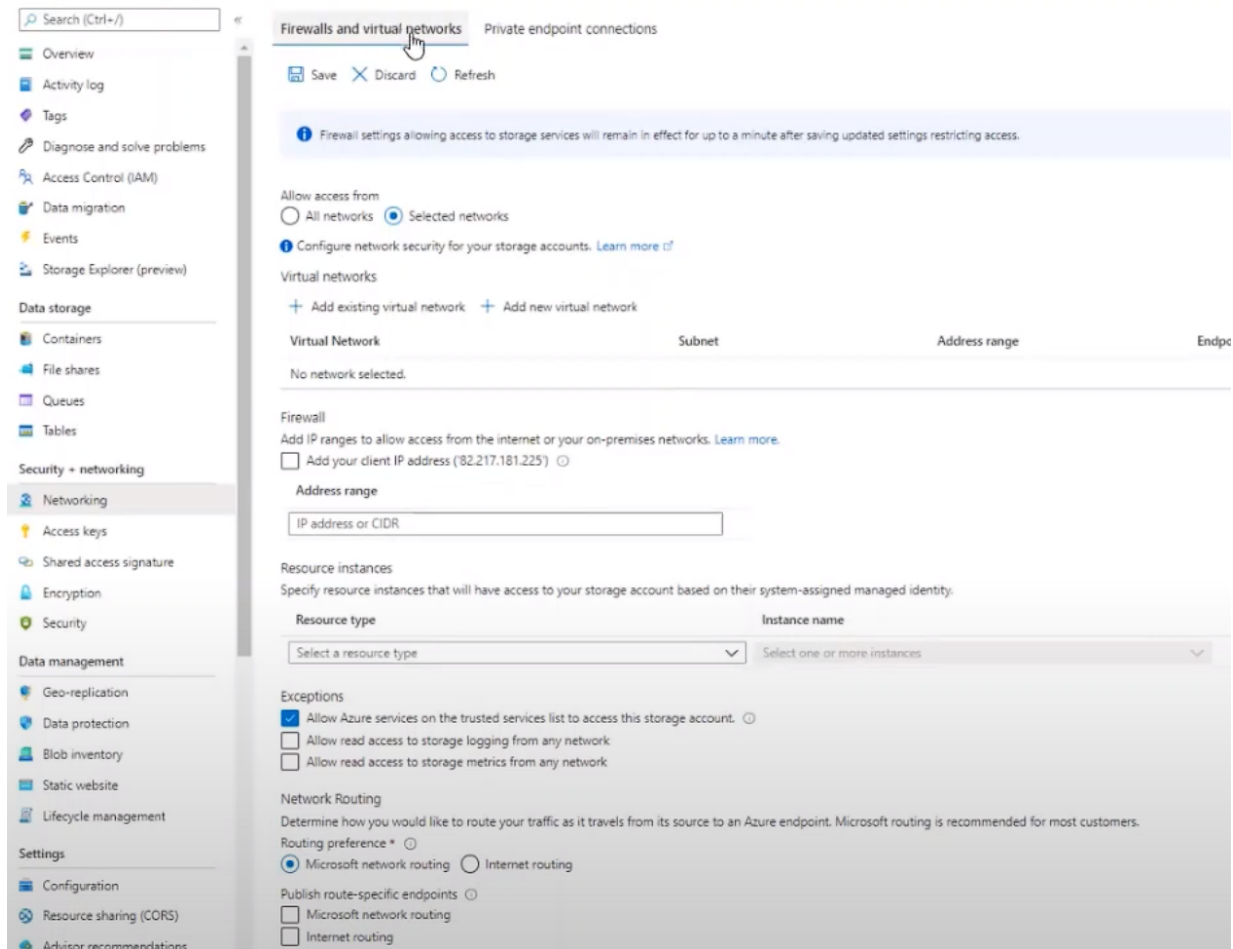 Search (Ctrl+/)
«
Overview
Activity log
Tags
Diagnose and solve problems
Access Control (IAM)
Data migration
Events
Storage Explorer (preview)
Data storage
Containers
File shares
Queues
Tables
Security + networking
Networking
Access keys
Shared access signature
Encryption
Security
Data management
Geo-replication
Data protection
Blob inventory
Static website
Lifecycle management
Settings
Configuration
Resource sharing (CORS)
Advisor recommendations
Firewalls and virtual networks Private endpoint connections
Save Discard Refresh
Firewall settings allowing access to storage services will remain in effect for up to a minute after saving updated settings restricting access.
Allow access from
All networks Selected networks
Configure network security for your storage accounts. Learn more
Virtual networks
+ Add existing virtual network + Add new virtual network
Virtual Network Subnet Address range Endpo
No network selected.
Firewall
Add IP ranges to allow access from the internet or your on-premises networks. Learn more.
Add your client IP address ('82.217.181.225')
Address range
IP address or CIDR
Resource instances
Specify resource instances that will have access to your storage account based on their system-assigned managed identity.
Resource type Instance name
Select a resource type Select one or more instances
Exceptions
Allow Azure services on the trusted services list to access this storage account.
Allow read access to storage logging from any network
Allow read access to storage metrics from any network
Network Routing
Determine how you would like to route your traffic as it travels from its source to an Azure endpoint. Microsoft routing is recommended for most customers.
Routing preference *
Microsoft network routing Internet routing
Publish route-specific endpoints
Microsoft network routing
Internet routing